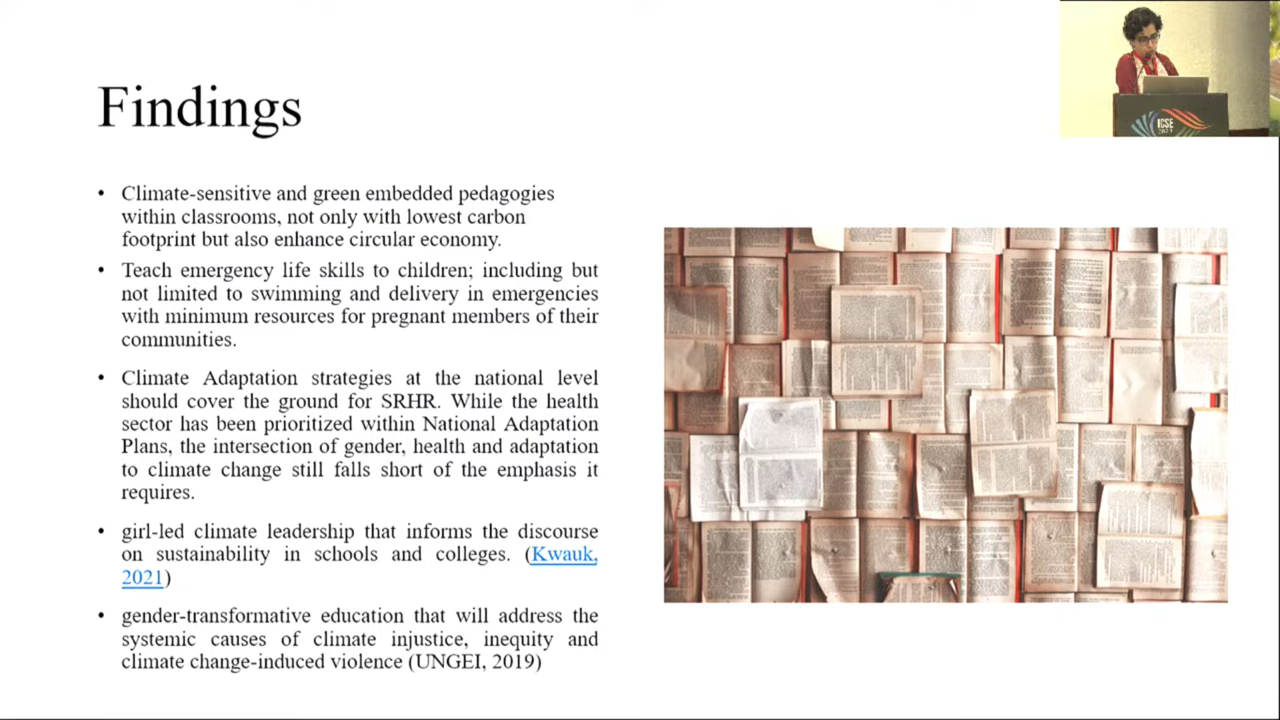 Findings
• Climate-sensitive and green embedded pedagogies
within classrooms, not only with lowest carbon
footprint but also enhance circular economy.
• Teach emergency life skills to children; including but
not limited to swimming and delivery in emergencies
with minimum resources for pregnant members of their
communities.
• Climate Adaptation strategies at the national level
should cover the ground for SRHR. While the health
sector has been prioritized within National Adaptation
Plans, the intersection of gender, health and adaptation
to climate change still falls short of the emphasis it
requires.
• girl-led climate leadership that informs the discourse
on sustainability in schools and colleges. (Kwauk,
2021)
• gender-transformative education that will address the
systemic causes of climate injustice, inequity and
climate change-induced violence (UNGEI, 2019)
ICSE